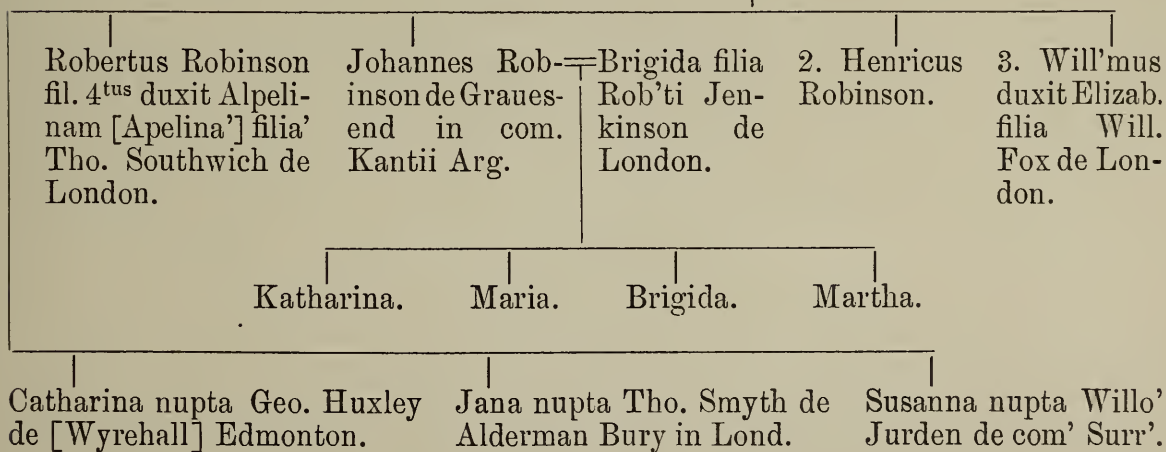 Robertus Robinson
fil. 4tus duxit Alpeli-
nam [Apelina'] filia'
Tho. Southwich de
London.
Johannes Rob-
inson de Graues-
end in com.
Kantii Arg.
Brigida filia
Rob'ti Jen-
kinson de
London.
2. Henricus
Robinson.
3. Will'mus
duxit Elizab.
filia Will.
Fox de Lon-
don.
Katharina. Maria. Brigida. Martha.
Catharina nupta Geo. Huxley
de [Wyrehall] Edmonton.
Jana nupta Tho. Smyth de
Alderman Bury in Lond.
Susanna nupta Willo'
Jurden de com' Surr'.